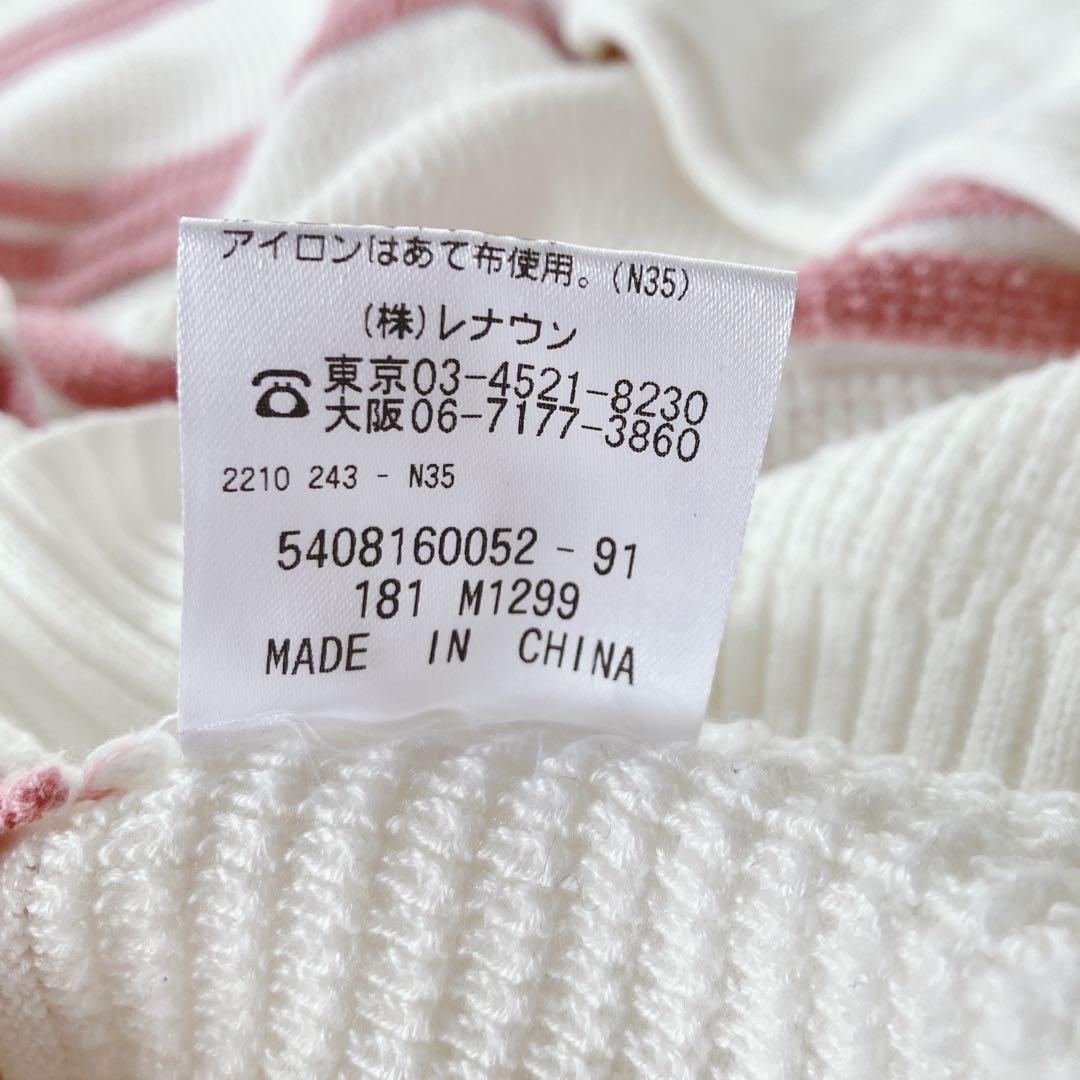 アイロンはあて布使用。(N35)
(株)レナウン
☎東京03-4521-8230
大阪06-7177-3860
2210 243 - N35
5408160052 - 91
181 M1299
MADE IN CHINA